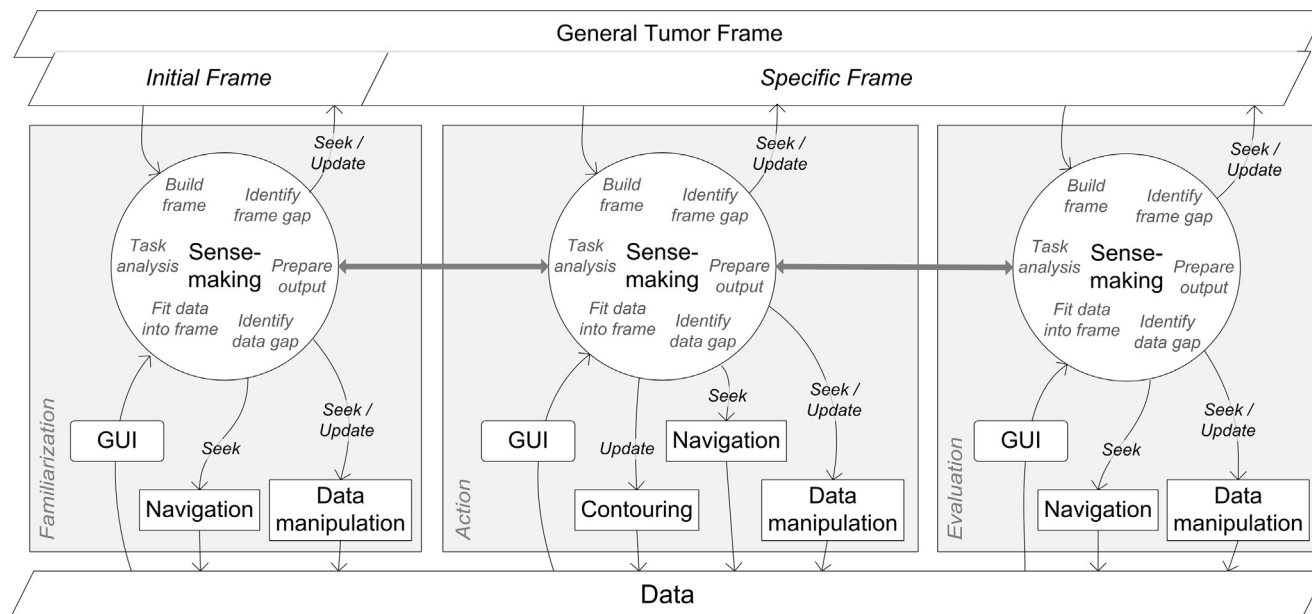 General Tumor Frame
Initial Frame
Specific Frame
Seek /
Update
Build
frame
Identify
frame gap
Task
analysis
Sense-
making
Prepare
output
Fit data
into frame
Identify
data gap
GUI
Seek
Seek /
Update
Navigation
Data
manipulation
Familiarization
Seek /
Update
Build
frame
Identify
frame gap
Task
analysis
Sense-
making
Prepare
output
Fit data
into frame
Identify
data gap
GUI
Update
Seek
Seek /
Update
Navigation
Contouring
Data
manipulation
Action
Seek /
Update
Build
frame
Identify
frame gap
Task
analysis
Sense-
making
Prepare
output
Fit data
into frame
Identify
data gap
GUI
Seek
Seek /
Update
Navigation
Data
manipulation
Evaluation
Data